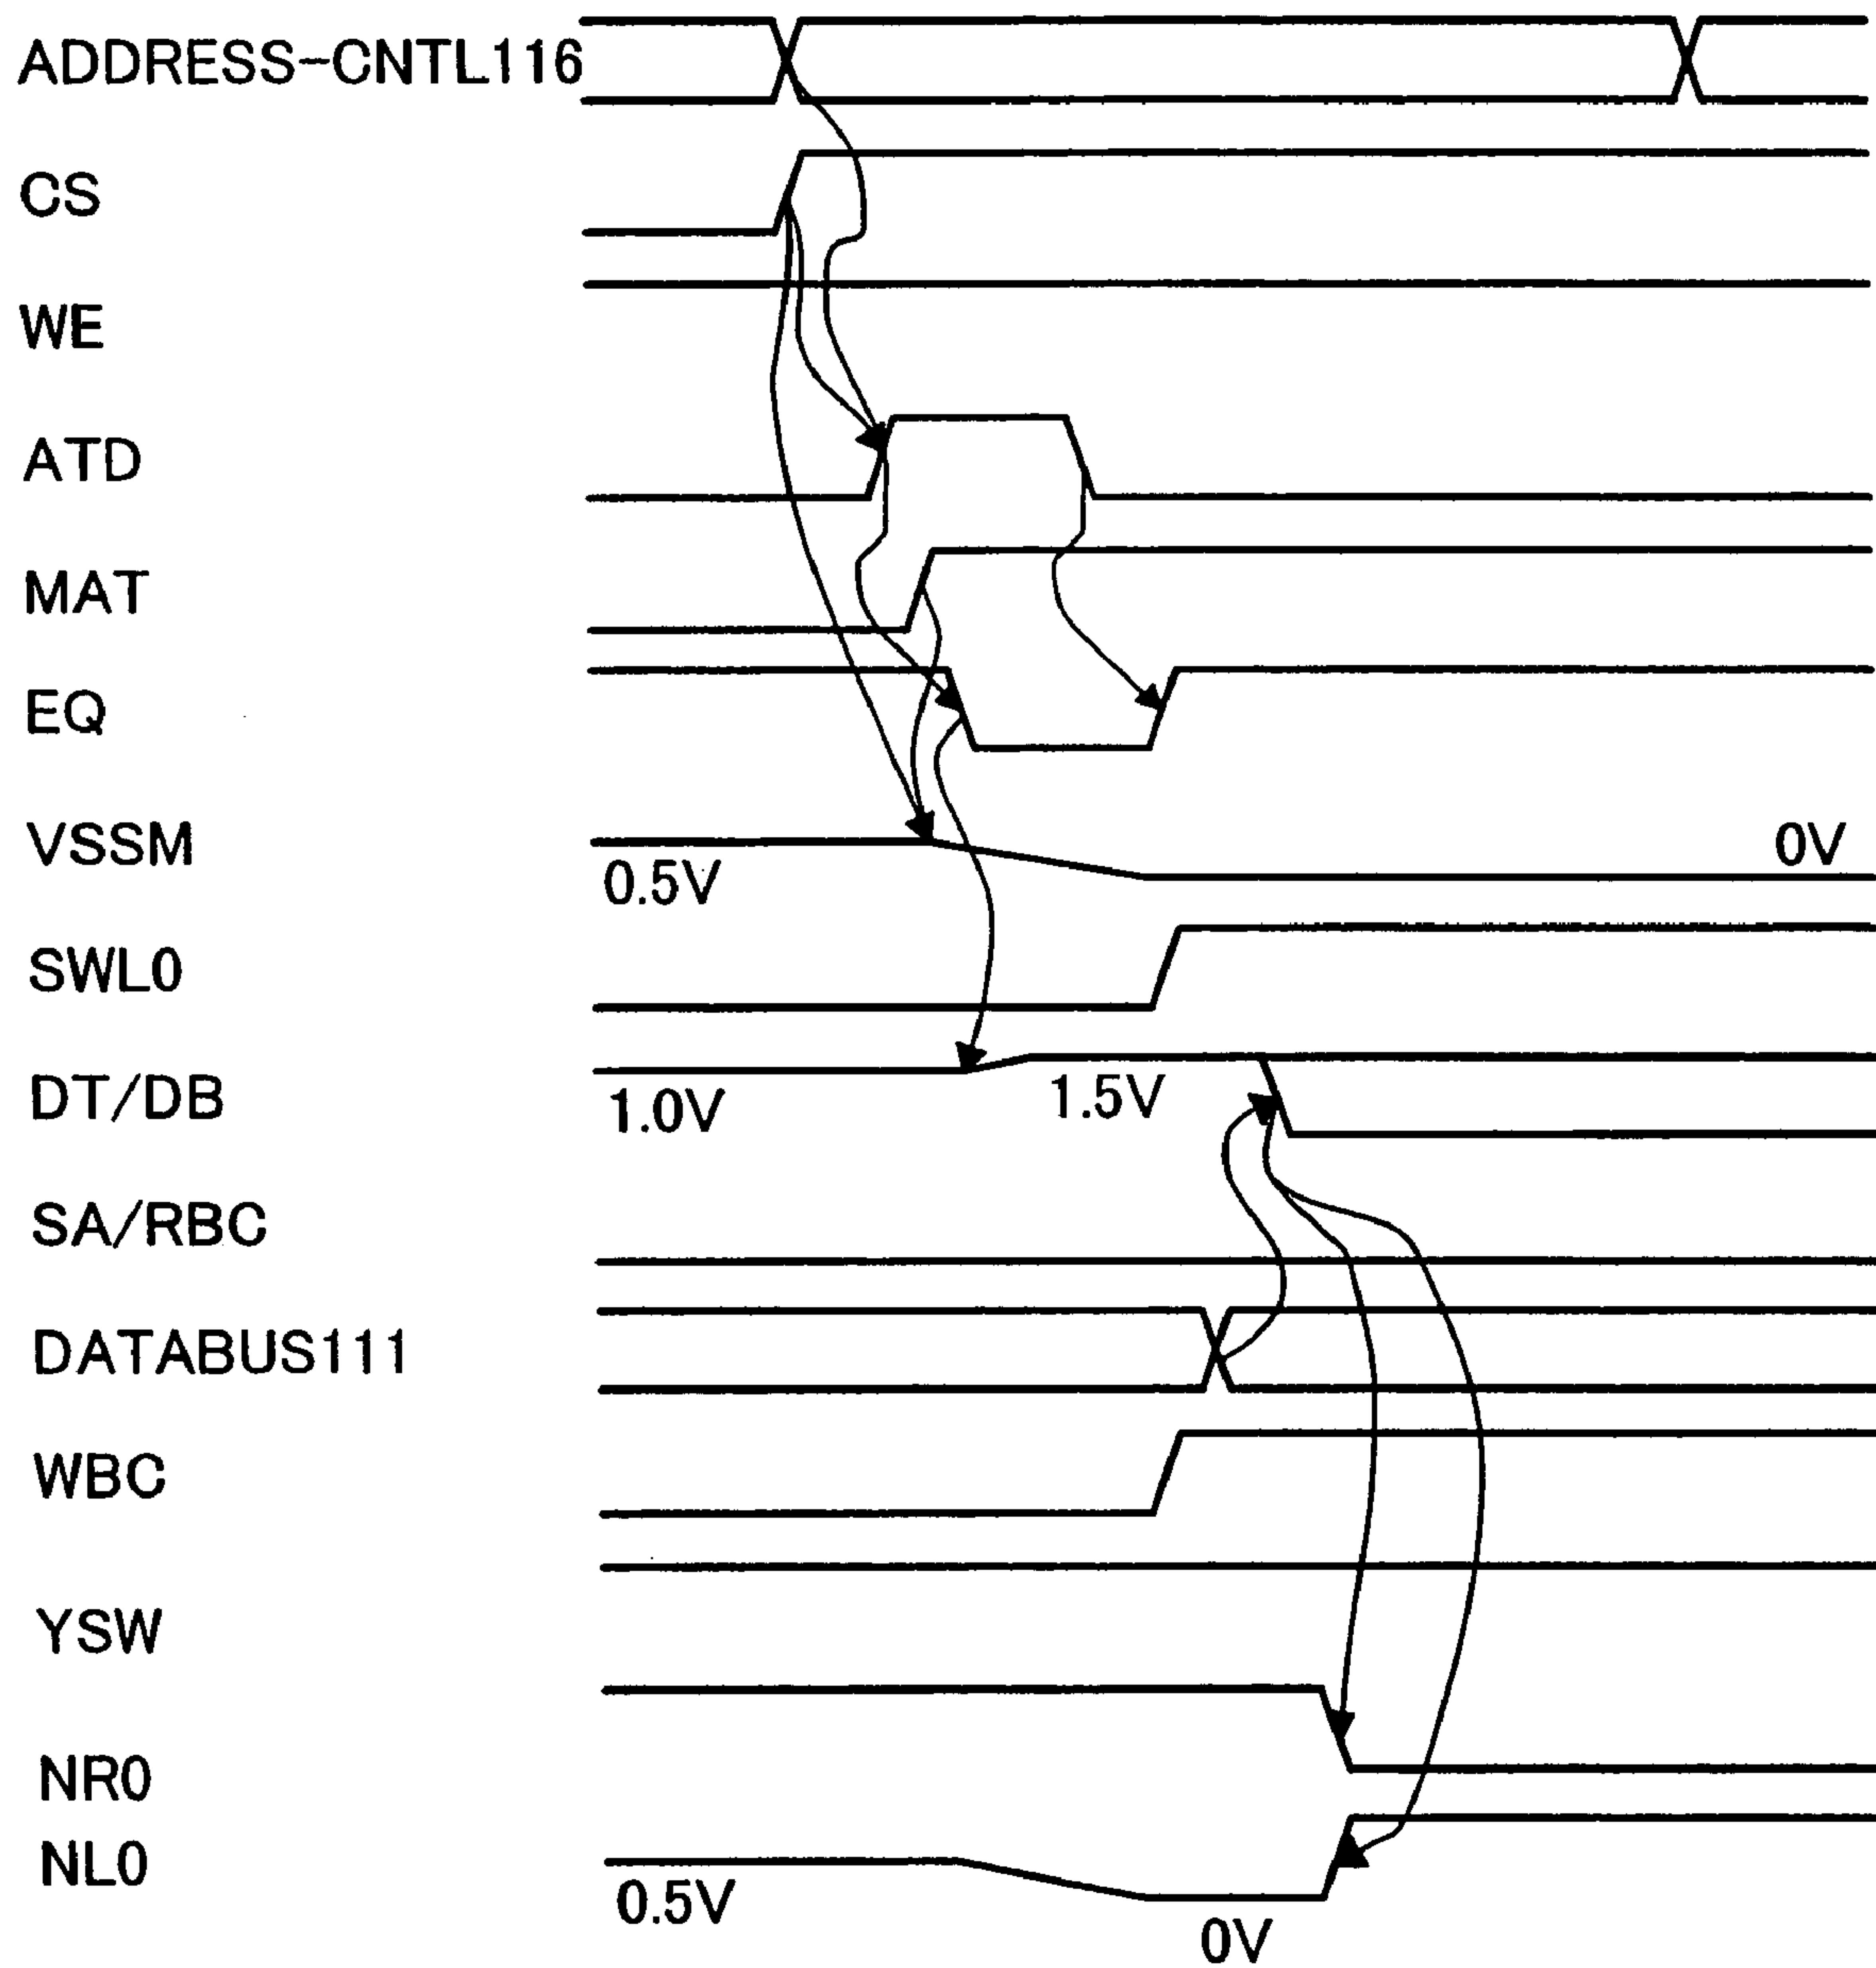 ADDRESS-CNTL116
CS
WE
ATD
MAT
EQ
VSSM
0.5V
0V
SWL0
DT/DB
1.0V
1.5V
SA/RBC
DATABUS111
WBC
YSW
NR0
NL0
0.5V
0V